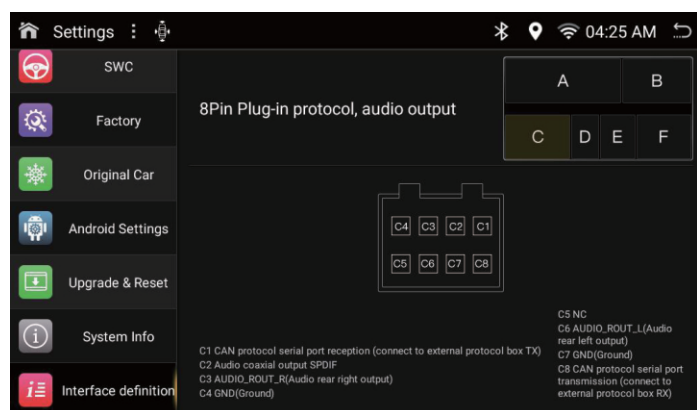 Settings
04:25 AM
SWC
Factory
Original Car
Android Settings
Upgrade & Reset
System Info
Interface definition
8Pin Plug-in protocol, audio output
A B
C D E F
C4 C3 C2 C1
C5 C6 C7 C8
C1 CAN protocol serial port reception (connect to external protocol box TX)
C2 Audio coaxial output SPDIF
C3 AUDIO_ROUT_R(Audio rear right output)
C4 GND(Ground)
C5 NC
C6 AUDIO_ROUT_L(Audio
rear left output)
C7 GND(Ground)
C8 CAN protocol serial port
transmission (connect to
external protocol box RX)